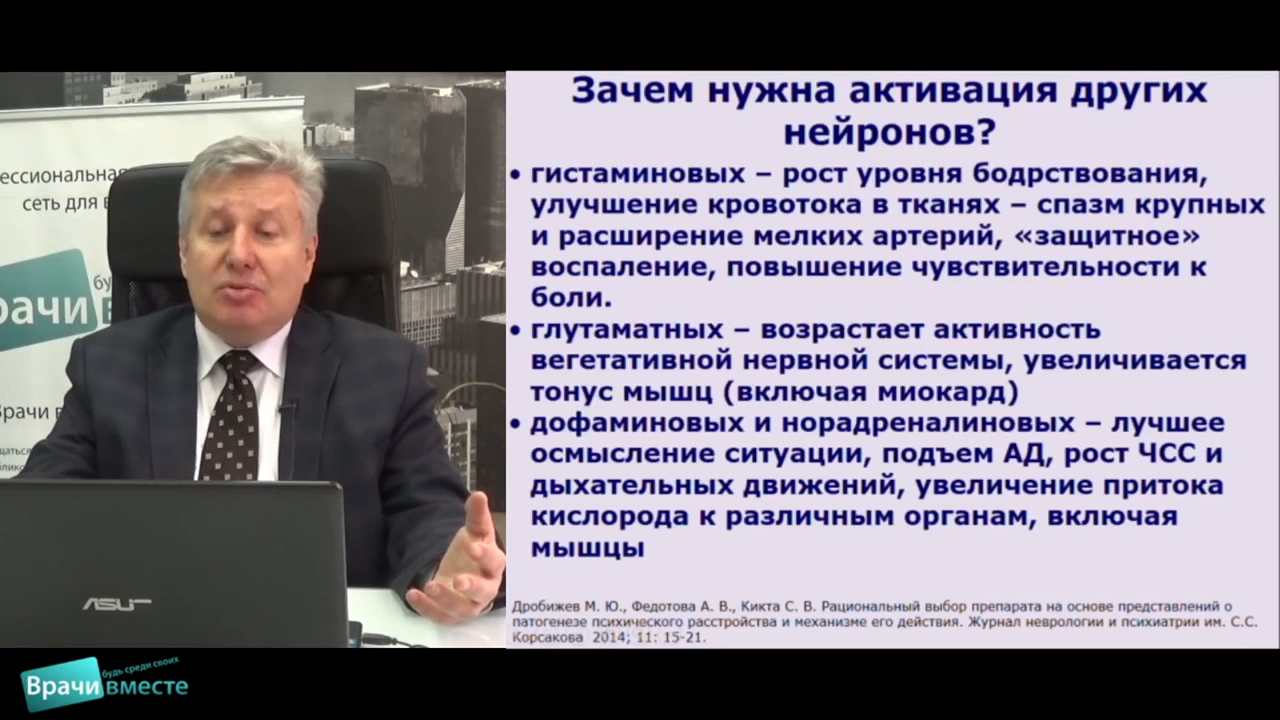 Зачем нужна активация других
нейронов?
• гистаминовых – рост уровня бодрствования,
улучшение кровотока в тканях – спазм крупных
и расширение мелких артерий, «защитное»
воспаление, повышение чувствительности к
боли.
• глутаматных – возрастает активность
вегетативной нервной системы, увеличивается
тонус мышц (включая миокард)
• дофаминовых и норадреналиновых – лучшее
осмысление ситуации, подъем АД, рост ЧСС и
дыхательных движений, увеличение притока
кислорода к различным органам, включая
мышцы
Дробижев М. Ю., Федотова А. В., Кикта С. В. Рациональный выбор препарата на основе представлений о
патогенезе психического расстройства и механизме его действия. Журнал неврологии и психиатрии им. С.С.
Корсакова 2014; 11: 15-21.
ессиональная
сеть для в
бу
рачи в
Врачи в
ASUS
будь среди своих
Врачи вместе